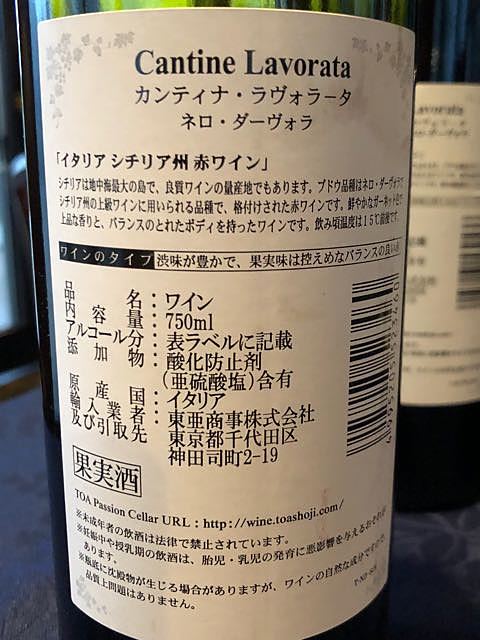 Cantine Lavorata
カンティナ・ラヴォラータ
ネロ・ダーヴォラ
「イタリア シチリア州 赤ワイン」
シチリアは地中海最大の島で、良質ワインの量産地でもあります。ブドウ品種はネロ・ダーヴォラで
シチリア州の上級ワインに用いられる品種で、格付けされた赤ワインです。鮮やかなガーネット色で
上品な香りと、バランスのとれたボディを持ったワインです。飲み頃温度は15℃前後です。
ワインのタイプ 渋味が豊かで、果実味は控えめなバランスの良い
品名：ワイン
内容量：750ml
アルコール分：表ラベルに記載
添加物：酸化防止剤
(亜硫酸塩)含有
原産国：イタリア
輸入業者：東亜商事株式会社
及び引取先 東京都千代田区
神田司町2-19
果実酒
TOA Passion Cellar URL : http://wine.toashoji.com/
※未成年者の飲酒は法律で禁止されています。
※妊娠中や授乳期の飲酒は、胎児・乳児の発育に悪影響を与えるおそれが
あります。
※瓶底に沈殿物が生じる場合がありますが、ワインの自然な成分ですので、
品質上問題はありません。
Lavorata